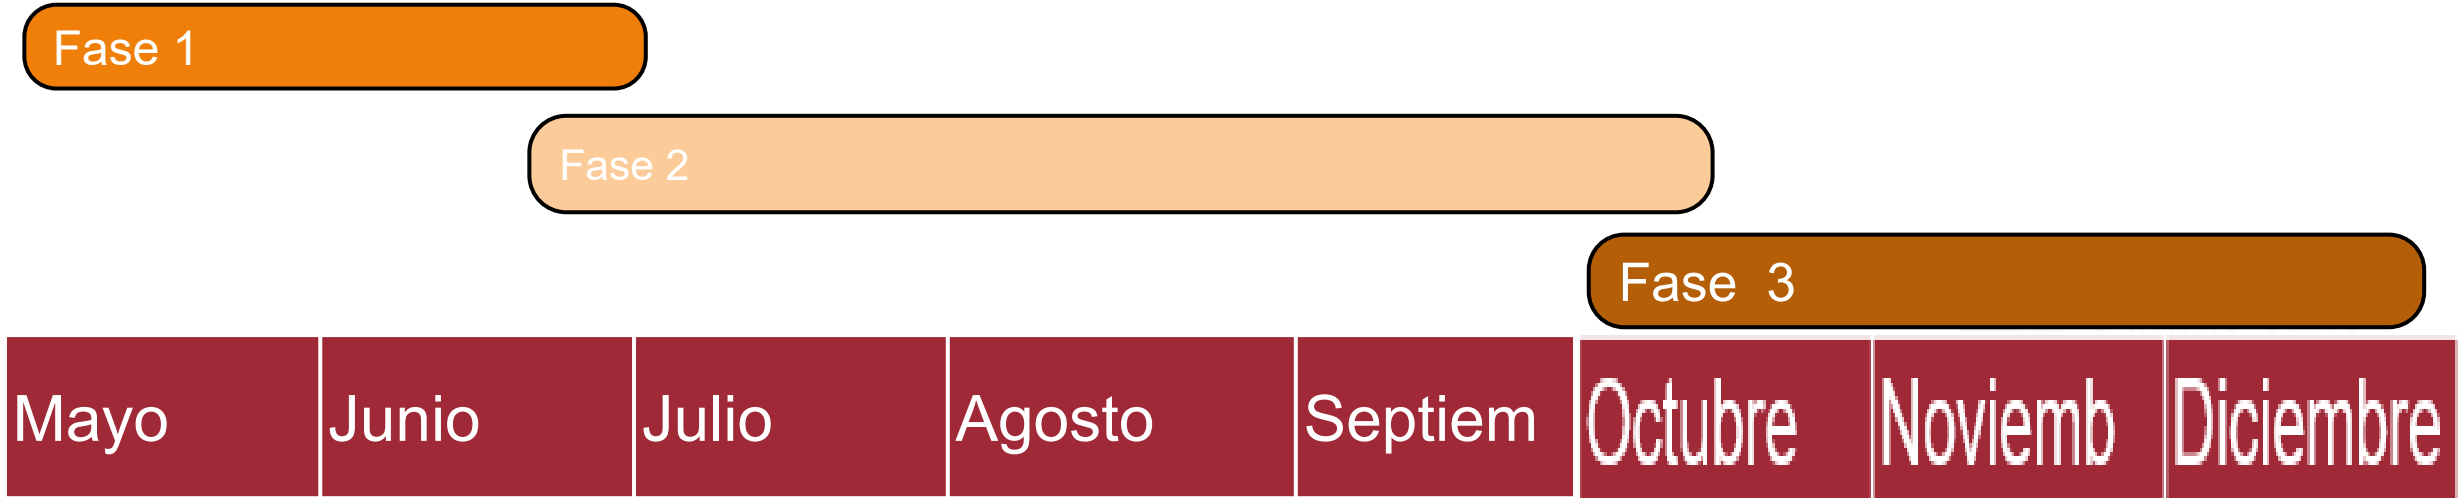 Fase 1
Fase 2
Fase 3
Mayo Junio Julio Agosto Septiem Octubre Noviemb Diciembre